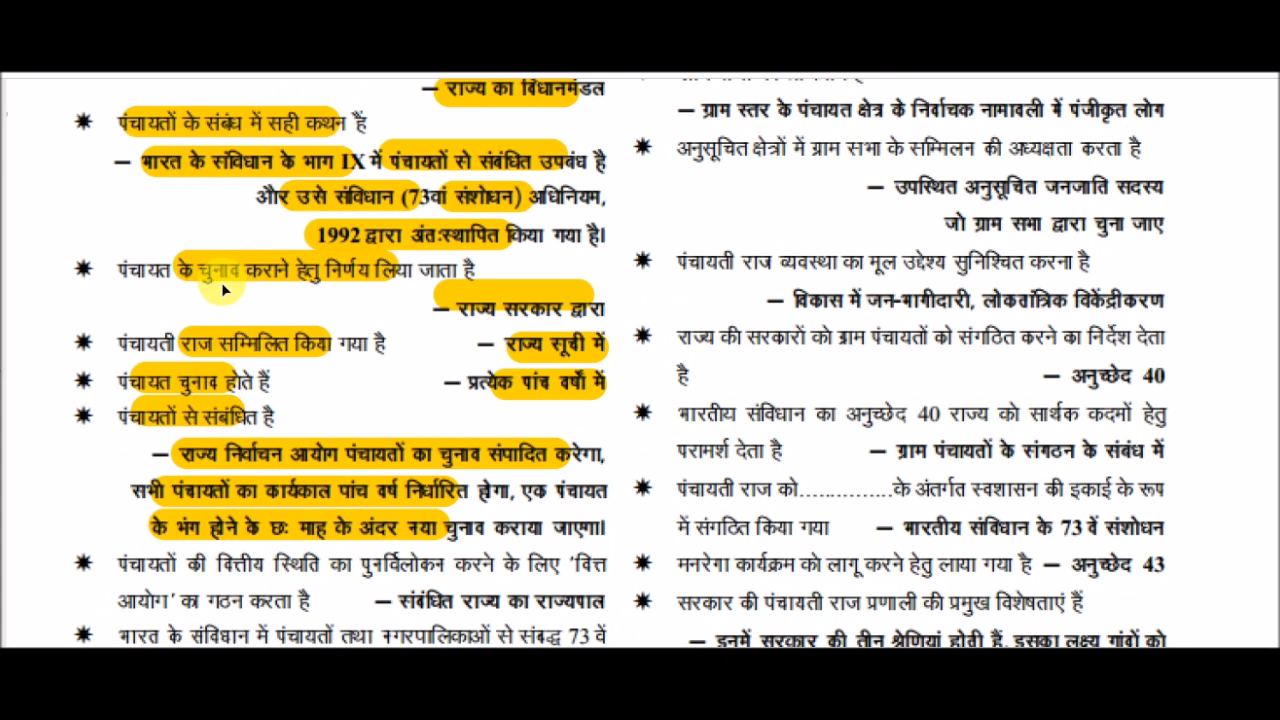 — राज्य का विधानमंडल
✷ पंचायतों के संबंध में सही कथन हैं
— भारत के संविधान के भाग IX में पंचायतों से संबंधित उपबंध है
और उसे संविधान (73वां संशोधन) अधिनियम,
1992 द्वारा अंतःस्थापित किया गया है।
✷ पंचायत के चुनाव कराने हेतु निर्णय लिया जाता है
— राज्य सरकार द्वारा
✷ पंचायती राज सम्मिलित किया गया है — राज्य सूची में
✷ पंचायत चुनाव होते हैं — प्रत्येक पांच वर्षों में
✷ पंचायतों से संबंधित है
— राज्य निर्वाचन आयोग पंचायतों का चुनाव संपादित करेगा,
सभी पंचायतों का कार्यकाल पांच वर्ष निर्धारित होगा, एक पंचायत
के भंग होने के छः माह के अंदर नया चुनाव कराया जाएगा।
✷ पंचायतों की वित्तीय स्थिति का पुनर्विलोकन करने के लिए 'वित्त
आयोग' का गठन करता है — संबंधित राज्य का राज्यपाल
✷ भारत के संविधान में पंचायतों तथा नगरपालिकाओं से संबद्ध 73 वें
— ग्राम स्तर के पंचायत क्षेत्र के निर्वाचक नामावली में पंजीकृत लोग
✷ अनुसूचित क्षेत्रों में ग्राम सभा के सम्मिलन की अध्यक्षता करता है
— उपस्थित अनुसूचित जनजाति सदस्य
जो ग्राम सभा द्वारा चुना जाए
✷ पंचायती राज व्यवस्था का मूल उद्देश्य सुनिश्चित करना है
— विकास में जन-भागीदारी, लोकतांत्रिक विकेंद्रीकरण
✷ राज्य की सरकारों को ग्राम पंचायतों को संगठित करने का निर्देश देता
है — अनुच्छेद 40
✷ भारतीय संविधान का अनुच्छेद 40 राज्य को सार्थक कदमों हेतु
परामर्श देता है — ग्राम पंचायतों के संगठन के संबंध में
✷ पंचायती राज को...............के अंतर्गत स्वशासन की इकाई के रूप
में संगठित किया गया — भारतीय संविधान के 73 वें संशोधन
✷ मनरेगा कार्यक्रम को लागू करने हेतु लाया गया है — अनुच्छेद 43
✷ सरकार की पंचायती राज प्रणाली की प्रमुख विशेषताएं हैं
— इनमें सरकार की तीन श्रेणियां होती हैं, इसका लक्ष्य गांवों को